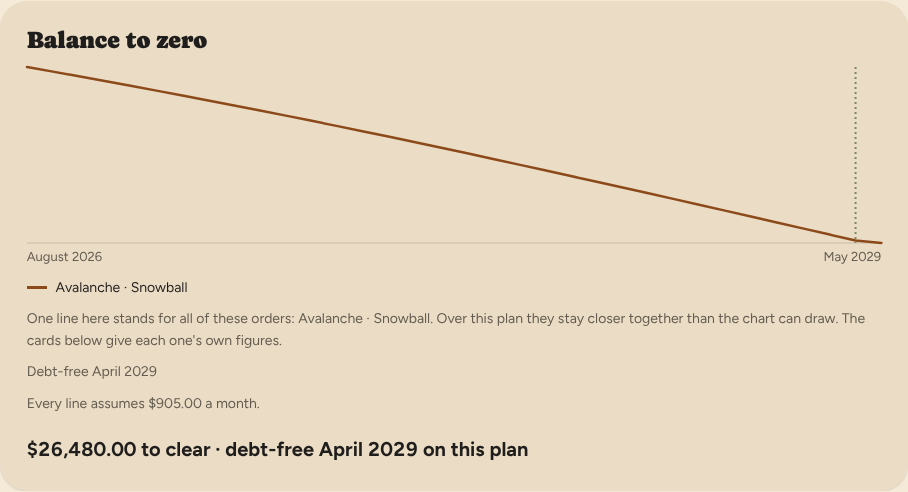 Balance to zero
August 2026
May 2029
Avalanche · Snowball
One line here stands for all of these orders: Avalanche · Snowball. Over this plan they stay closer together than the chart can draw. The
cards below give each one's own figures.
Debt-free April 2029
Every line assumes $905.00 a month.
$26,480.00 to clear · debt-free April 2029 on this plan